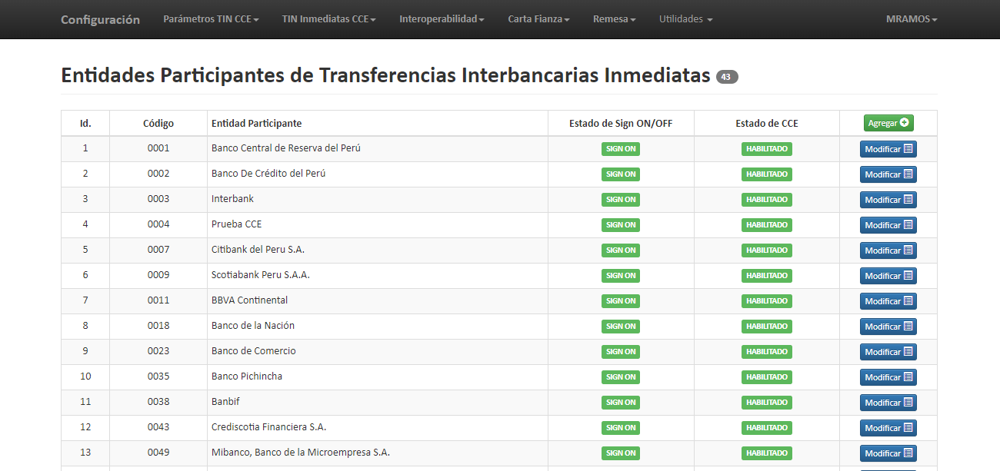 Configuración Parámetros TIN CCE TIN Inmediatas CCE Interoperabilidad Carta Fianza Remesa Utilidades MRAMOS
Entidades Participantes de Transferencias Interbancarias Inmediatas 43
Id. Código Entidad Participante Estado de Sign ON/OFF Estado de CCE Agregar
1 0001 Banco Central de Reserva del Perú SIGN ON HABILITADO Modificar
2 0002 Banco De Crédito del Perú SIGN ON HABILITADO Modificar
3 0003 Interbank SIGN ON HABILITADO Modificar
4 0004 Prueba CCE SIGN ON HABILITADO Modificar
5 0007 Citibank del Peru S.A. SIGN ON HABILITADO Modificar
6 0009 Scotiabank Peru S.A.A. SIGN ON HABILITADO Modificar
7 0011 BBVA Continental SIGN ON HABILITADO Modificar
8 0018 Banco de la Nación SIGN ON HABILITADO Modificar
9 0023 Banco de Comercio SIGN ON HABILITADO Modificar
10 0035 Banco Pichincha SIGN ON HABILITADO Modificar
11 0038 Banbif SIGN ON HABILITADO Modificar
12 0043 Crediscotia Financiera S.A. SIGN ON HABILITADO Modificar
13 0049 Mibanco, Banco de la Microempresa S.A. SIGN ON HABILITADO Modificar